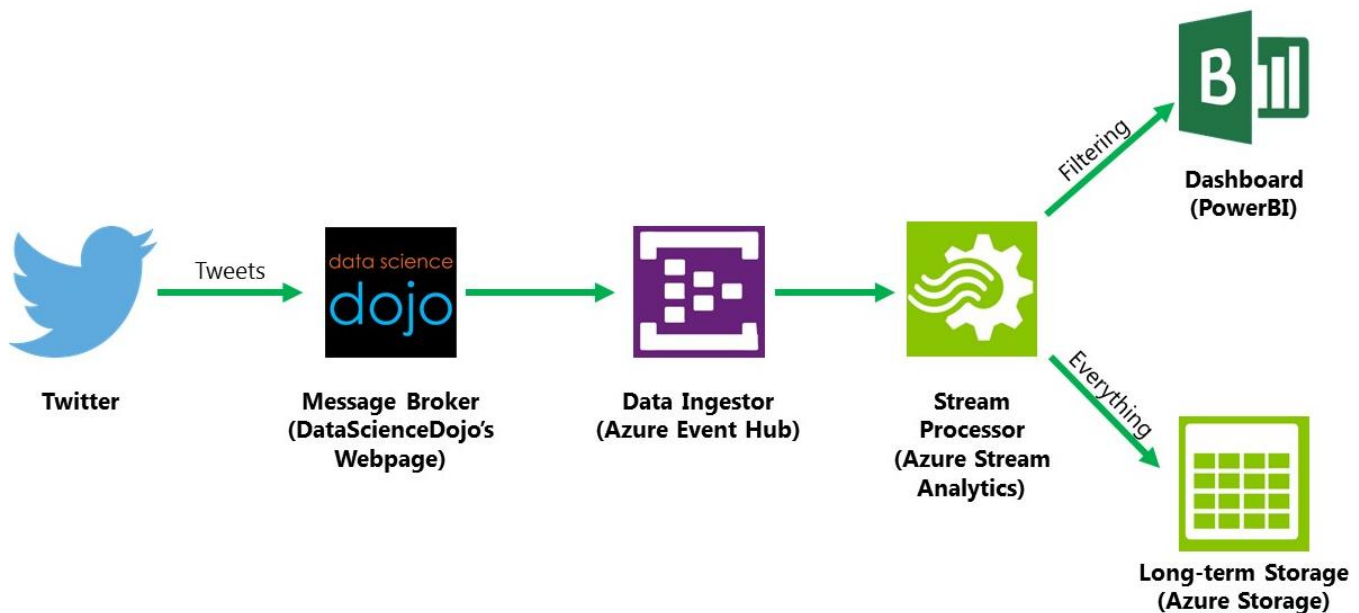 Twitter
Tweets
data science
dojo
Message Broker
(DataScienceDojo’s
Webpage)
Data Ingestor
(Azure Event Hub)
Stream
Processor
(Azure Stream
Analytics)
Filtering
B
Dashboard
(PowerBI)
Everything
Long-term Storage
(Azure Storage)